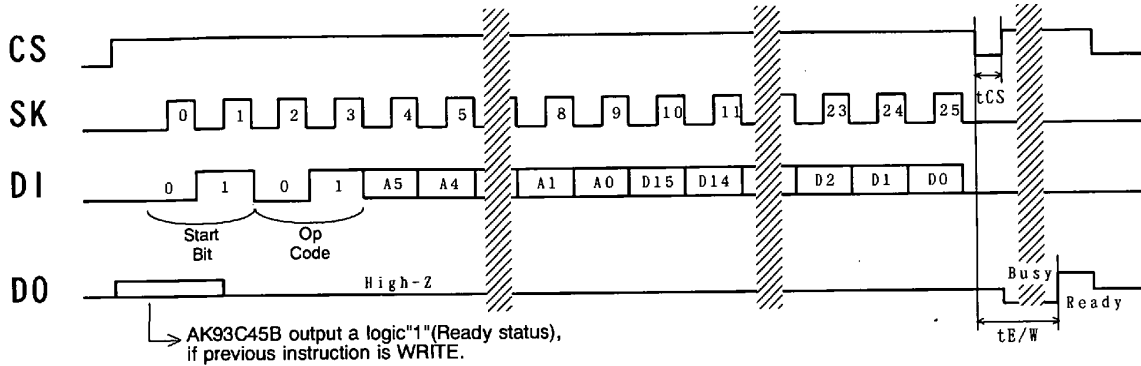 CS
tCS
SK 0 1 2 3 4 5 8 9 10 11 23 24 25
DI 0 1 0 1 A5 A4 A1 A0 D15 D14 D2 D1 D0
Start Op
Bit Code
DO High-Z Busy Ready
AK93C45B output a logic"1"(Ready status),
if previous instruction is WRITE.
tE/W